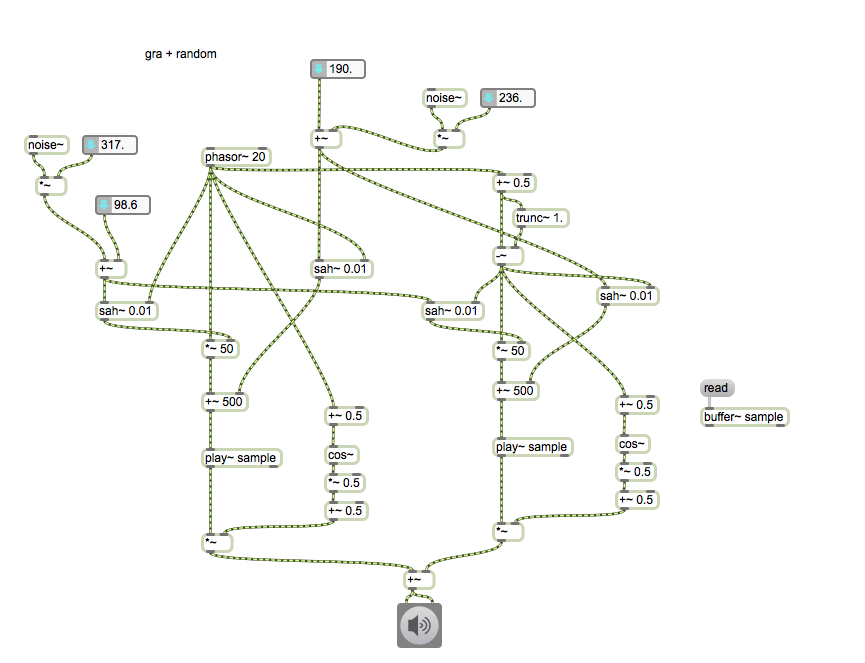 gra + random
190.
noise~
236.
noise~
317.
+~
*~
phasor~ 20
*~
+~ 0.5
98.6
trunc~ 1.
-~
+~
sah~ 0.01
sah~ 0.01
sah~ 0.01
sah~ 0.01
*~ 50
*~ 50
read
+~ 500
+~ 500
+~ 0.5
+~ 0.5
buffer~ sample
play~ sample
cos~
play~ sample
cos~
*~ 0.5
*~ 0.5
+~ 0.5
+~ 0.5
*~
*~
+~